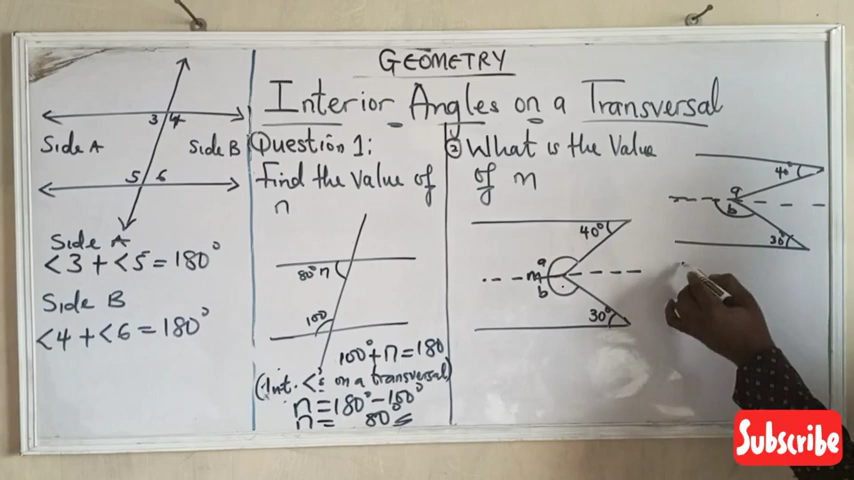 GEOMETRY
Interior Angles on a Transversal
3 4
Side A
Side B
5 6
Side A
<3 + <5 = 180°
Side B
<4 + <6 = 180°
Question 1:
Find the value of
n
80° n
100
100° + n = 180
(Int. <'s on a transversal)
n = 180° - 100°
n = 80°
② What is the Value
of m
40°
a
m
b
30°
40°
a
b
30°
Subscribe